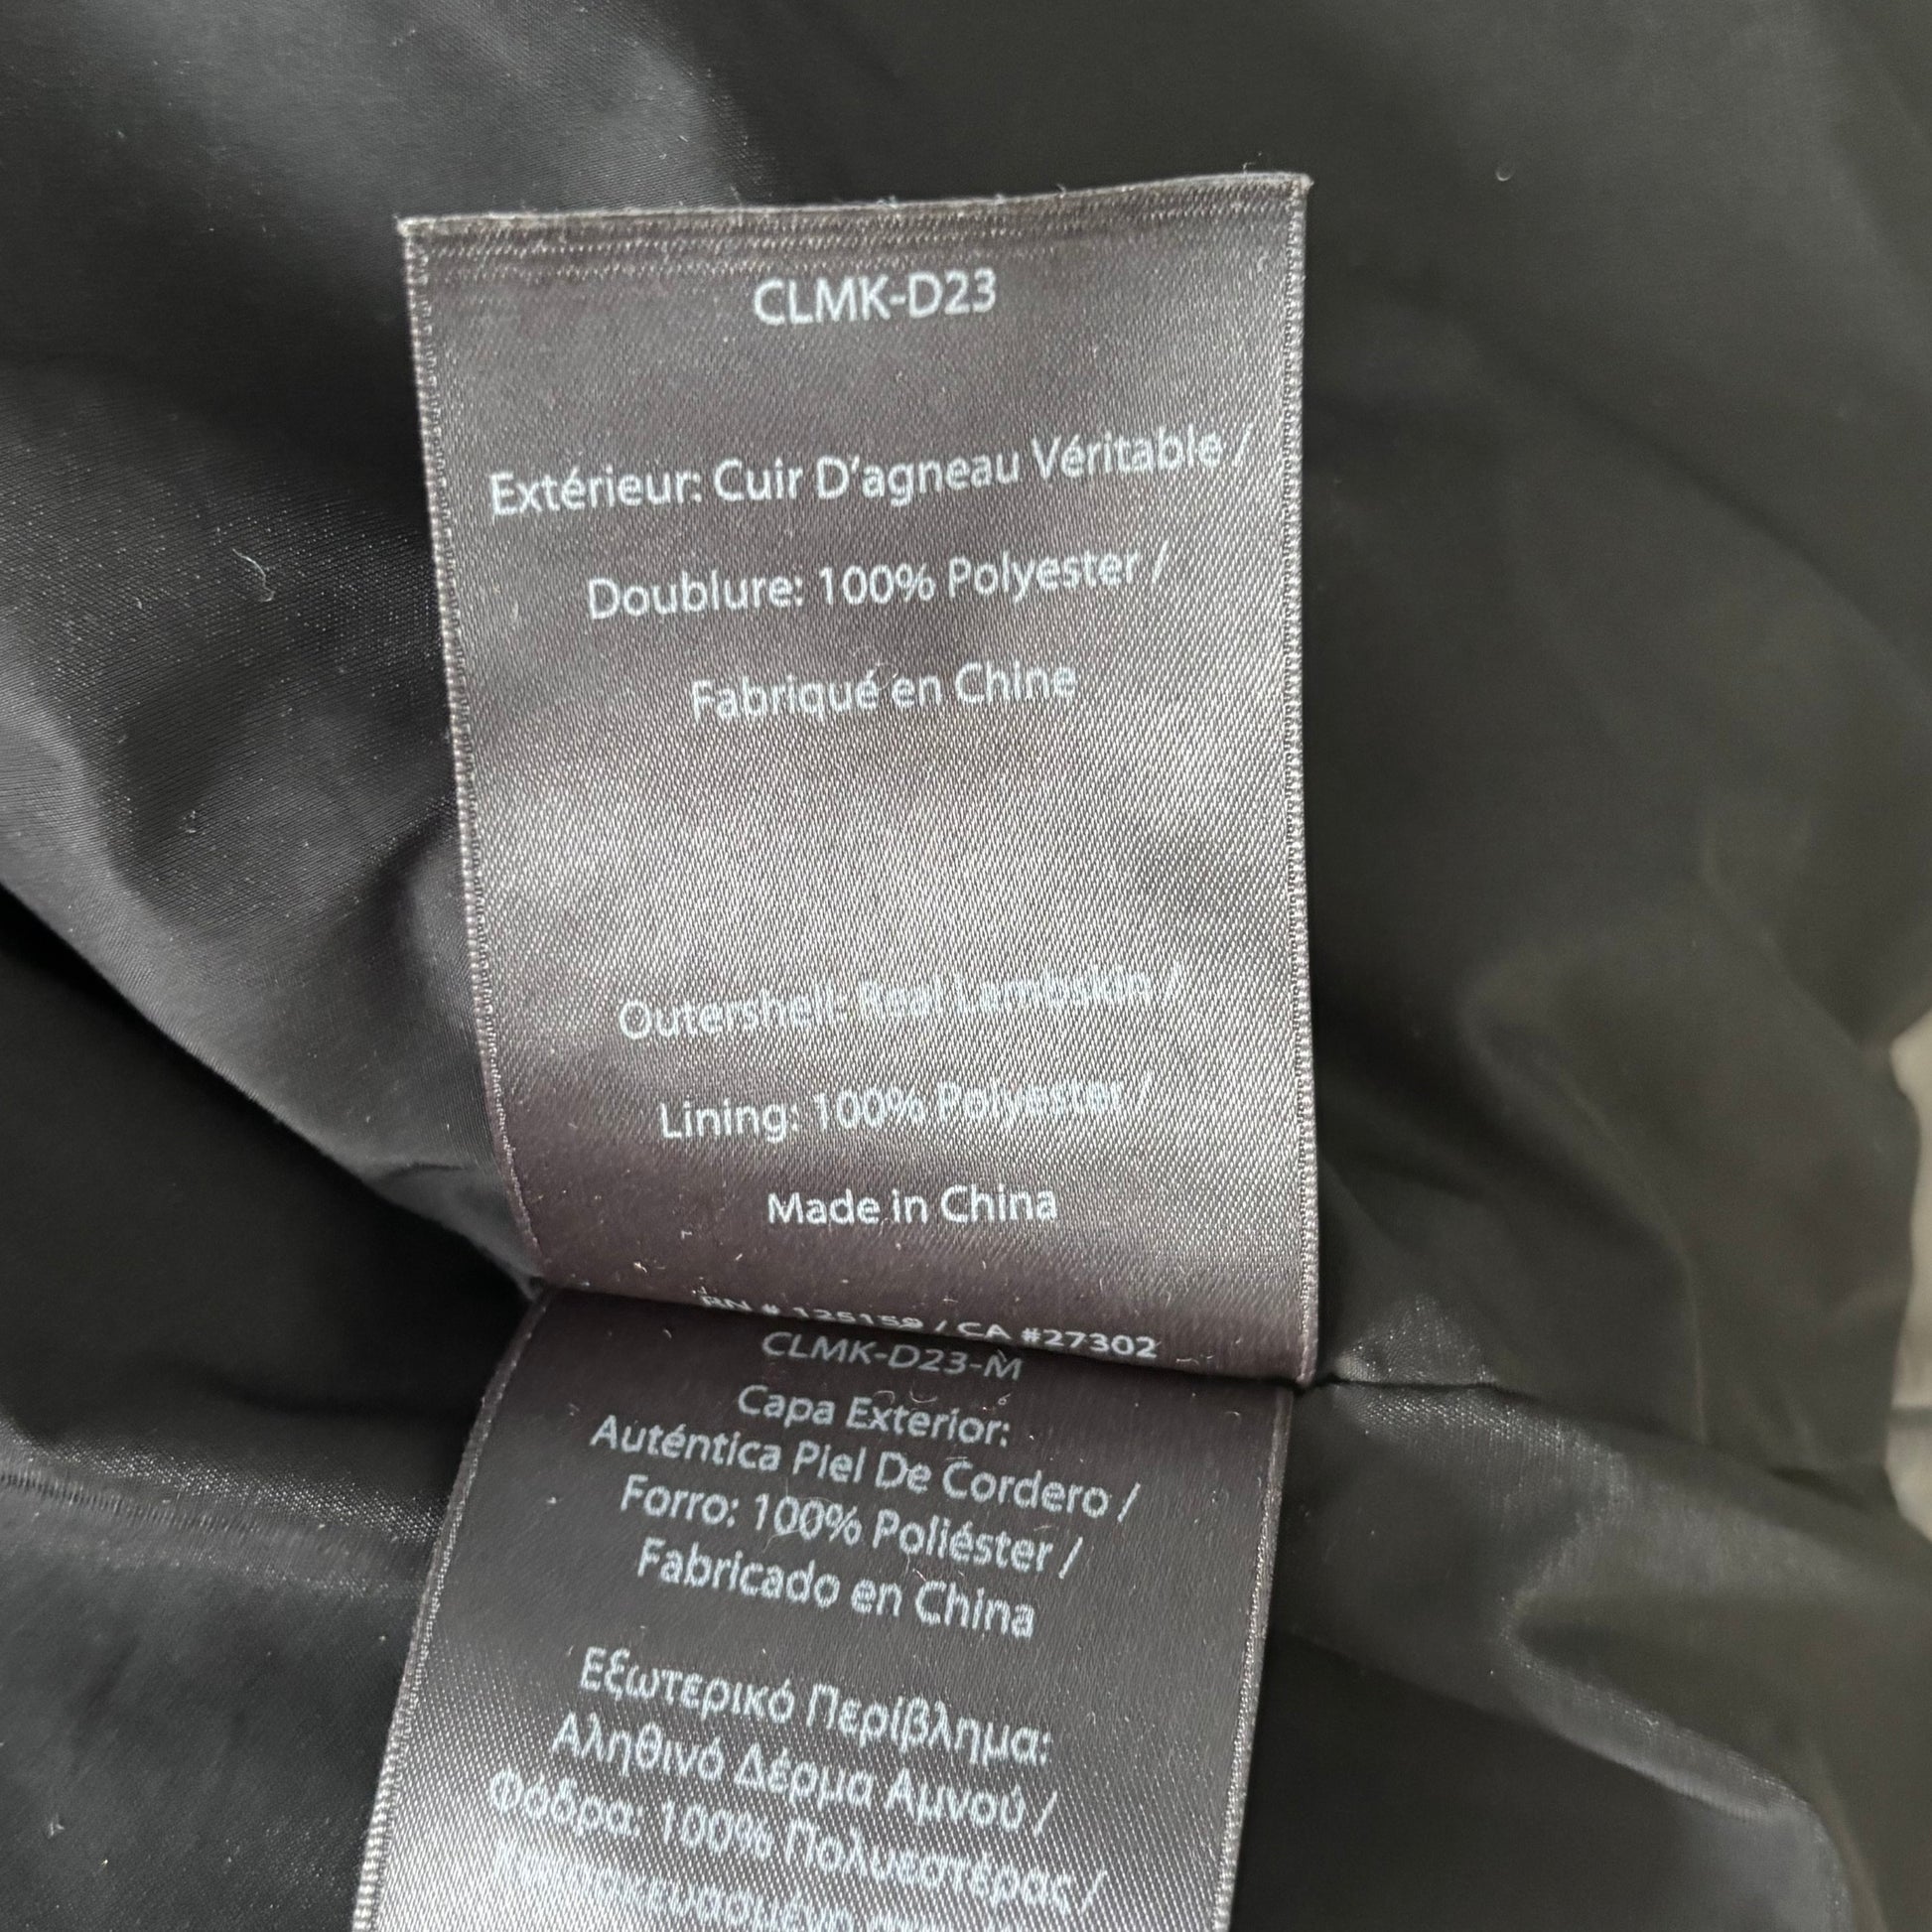 CLMK-D23
Extérieur: Cuir D'agneau Véritable /
Doublure: 100% Polyester /
Fabriqué en Chine
Outershell: Real Lambskin /
Lining: 100% Polyester /
Made in China
RN # 125158 / CA #27302
CLMK-D23-M
Capa Exterior:
Auténtica Piel De Cordero /
Forro: 100% Poliéster /
Fabricado en China
Εξωτερικό Περίβλημα:
Αληθινό Δέρμα Αμνού /
Φόδρα: 100% Πολυεστέρας /